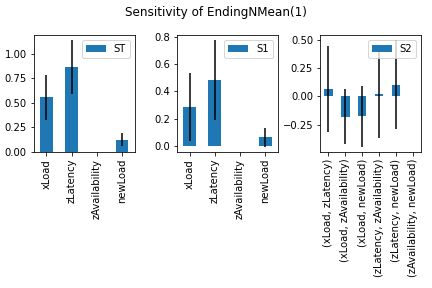 Sensitivity of EndingNMean(1)
ST
1.00
0.75
0.50
0.25
0.00
xLoad
zLatency
zAvailability
newLoad
S1
0.8
0.6
0.4
0.2
0.0
xLoad
zLatency
zAvailability
newLoad
S2
0.50
0.25
0.00
−0.25
(xLoad, zLatency)
(xLoad, zAvailability)
(xLoad, newLoad)
(zLatency, zAvailability)
(zLatency, newLoad)
(zAvailability, newLoad)